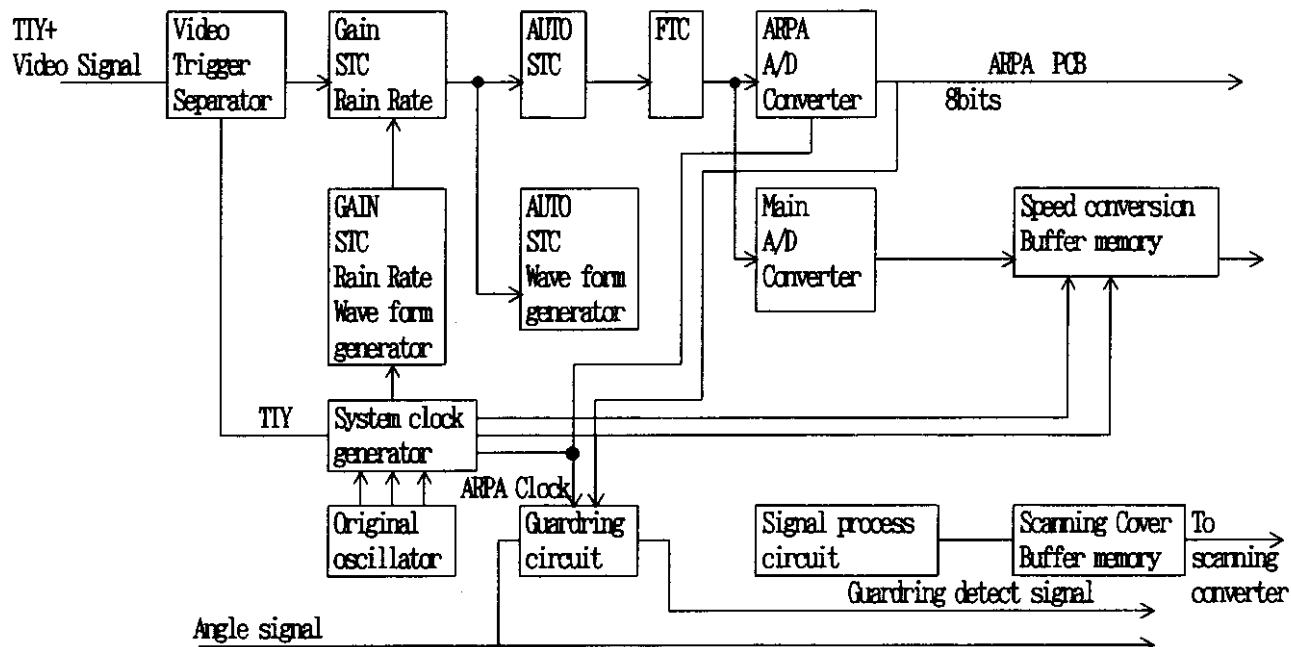 TIY+
Video Signal
Video
Trigger
Separator
Gain
STC
Rain Rate
AUTO
STC
FTC
ARPA
A/D
Converter
ARPA PCB
8bits
GAIN
STC
Rain Rate
Wave form
generator
AUTO
STC
Wave form
generator
Main
A/D
Converter
Speed conversion
Buffer memory
TIY
System clock
generator
ARPA Clock
Original
oscillator
Guardring
circuit
Signal process
circuit
Scanning Cover
Buffer memory
To
scanning
converter
Guardring detect signal
Angle signal